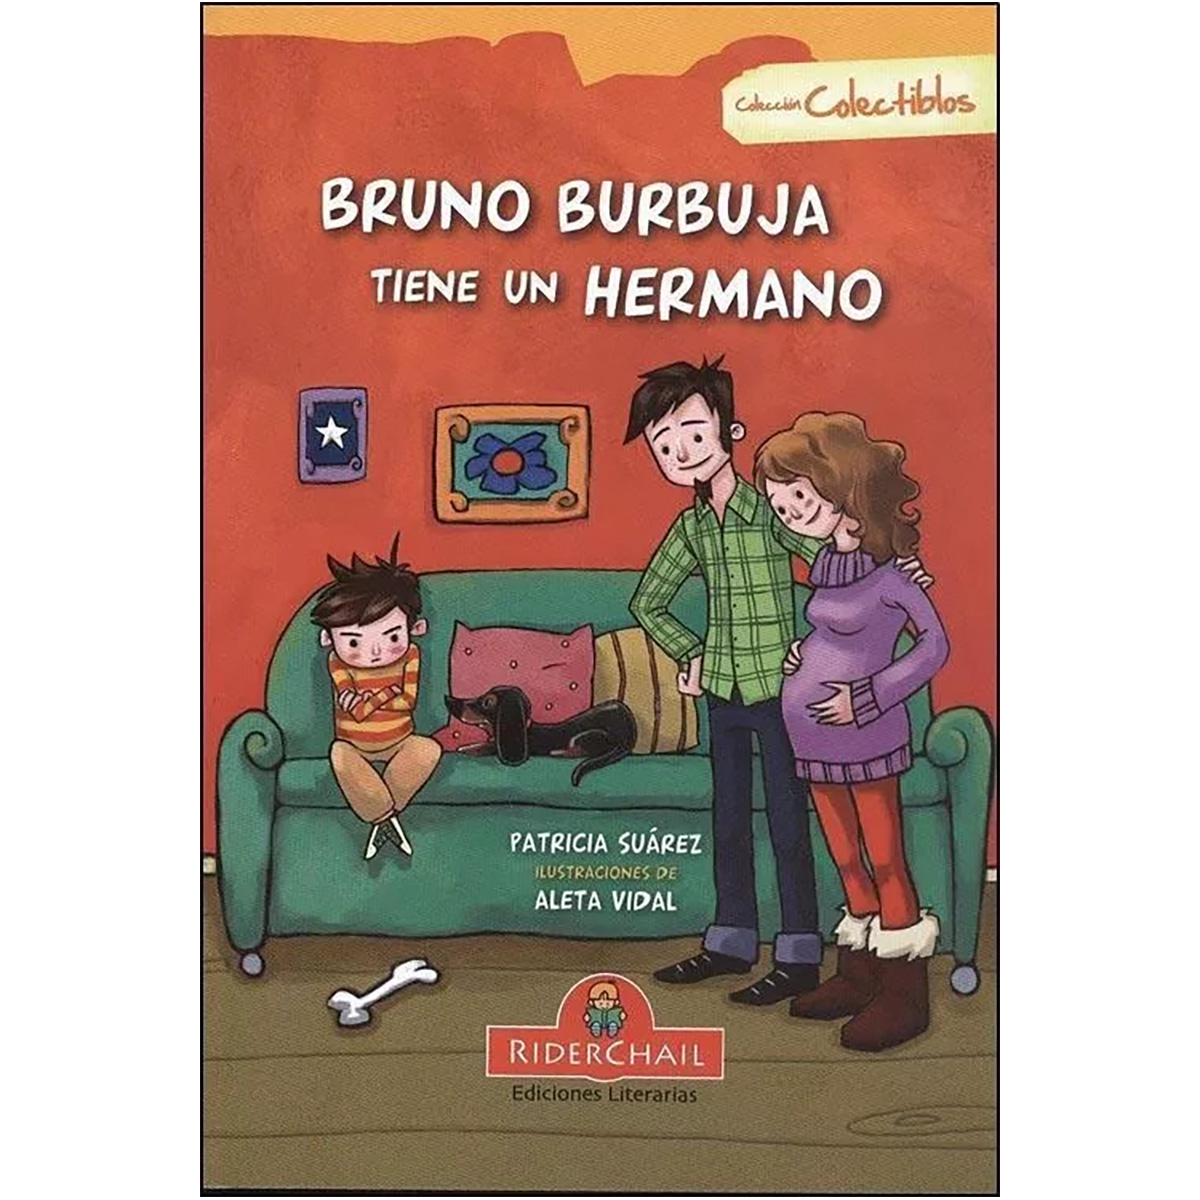 Colección Colectiblos
BRUNO BURBUJA
TIENE UN HERMANO
PATRICIA SUÁREZ
ILUSTRACIONES DE
ALETA VIDAL
RIDERCHAIL
Ediciones Literarias